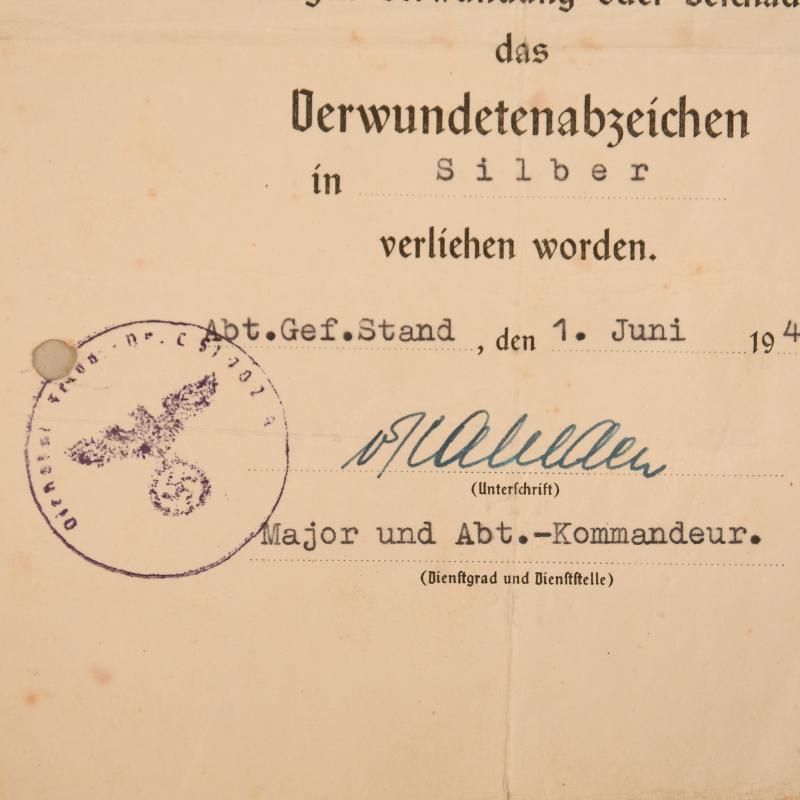 das
Verwundetenabzeichen
in Silber
verliehen worden.
Abt.Gef.Stand , den 1. Juni 194
(Unterschrift)
Major und Abt.-Kommandeur.
(Dienstgrad und Dienststelle)